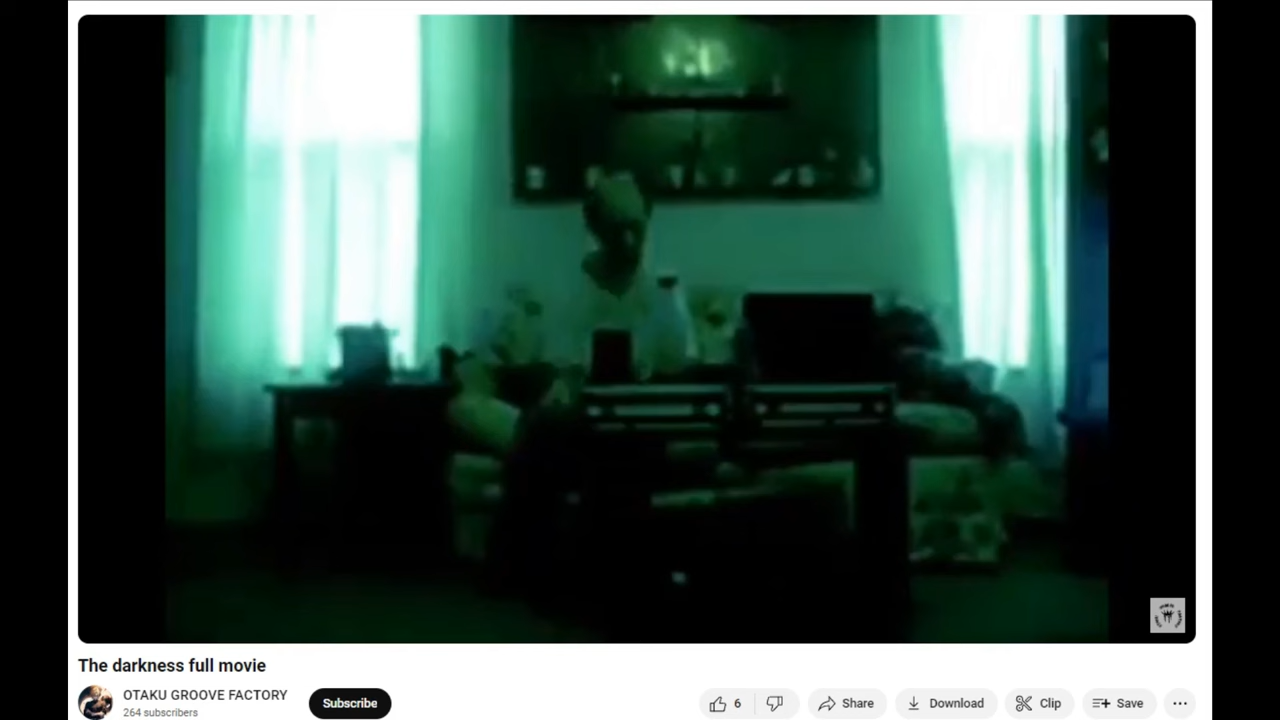 The darkness full movie
OTAKU GROOVE FACTORY
264 subscribers
Subscribe
6
Share
Download
Clip
Save